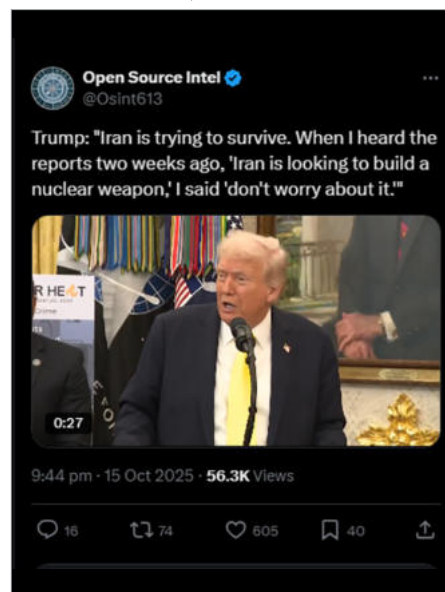 Open Source Intel
@Osint613
Trump: "Iran is trying to survive. When I heard the
reports two weeks ago, 'Iran is looking to build a
nuclear weapon,' I said 'don't worry about it.'"
R HEAT
Crime
0:27
9:44 pm · 15 Oct 2025 · 56.3K Views
16 74 605 40